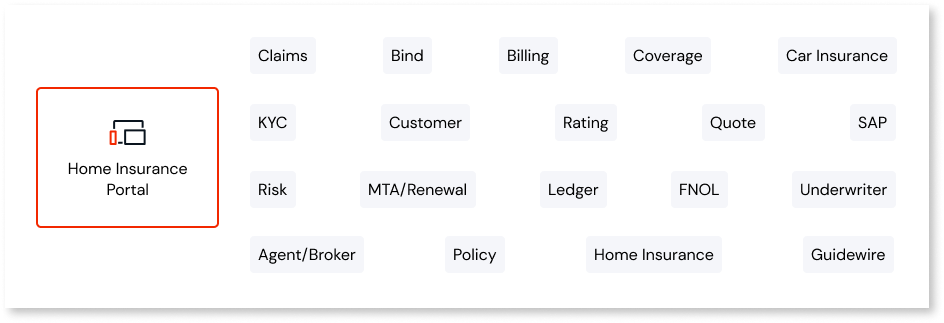 Claims Bind Billing Coverage Car Insurance
KYC Customer Rating Quote SAP
Home Insurance
Portal
Risk MTA/Renewal Ledger FNOL Underwriter
Agent/Broker Policy Home Insurance Guidewire